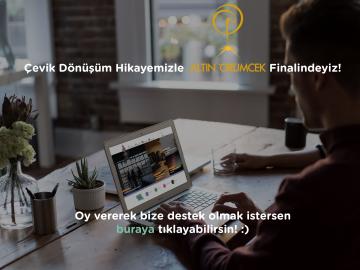 Çevik Dönüşüm Hikayemizle ALTIN ÖRÜMCEK Finalindeyiz!
Oy vererek bize destek olmak istersen
buraya tıklayabilirsin! :)